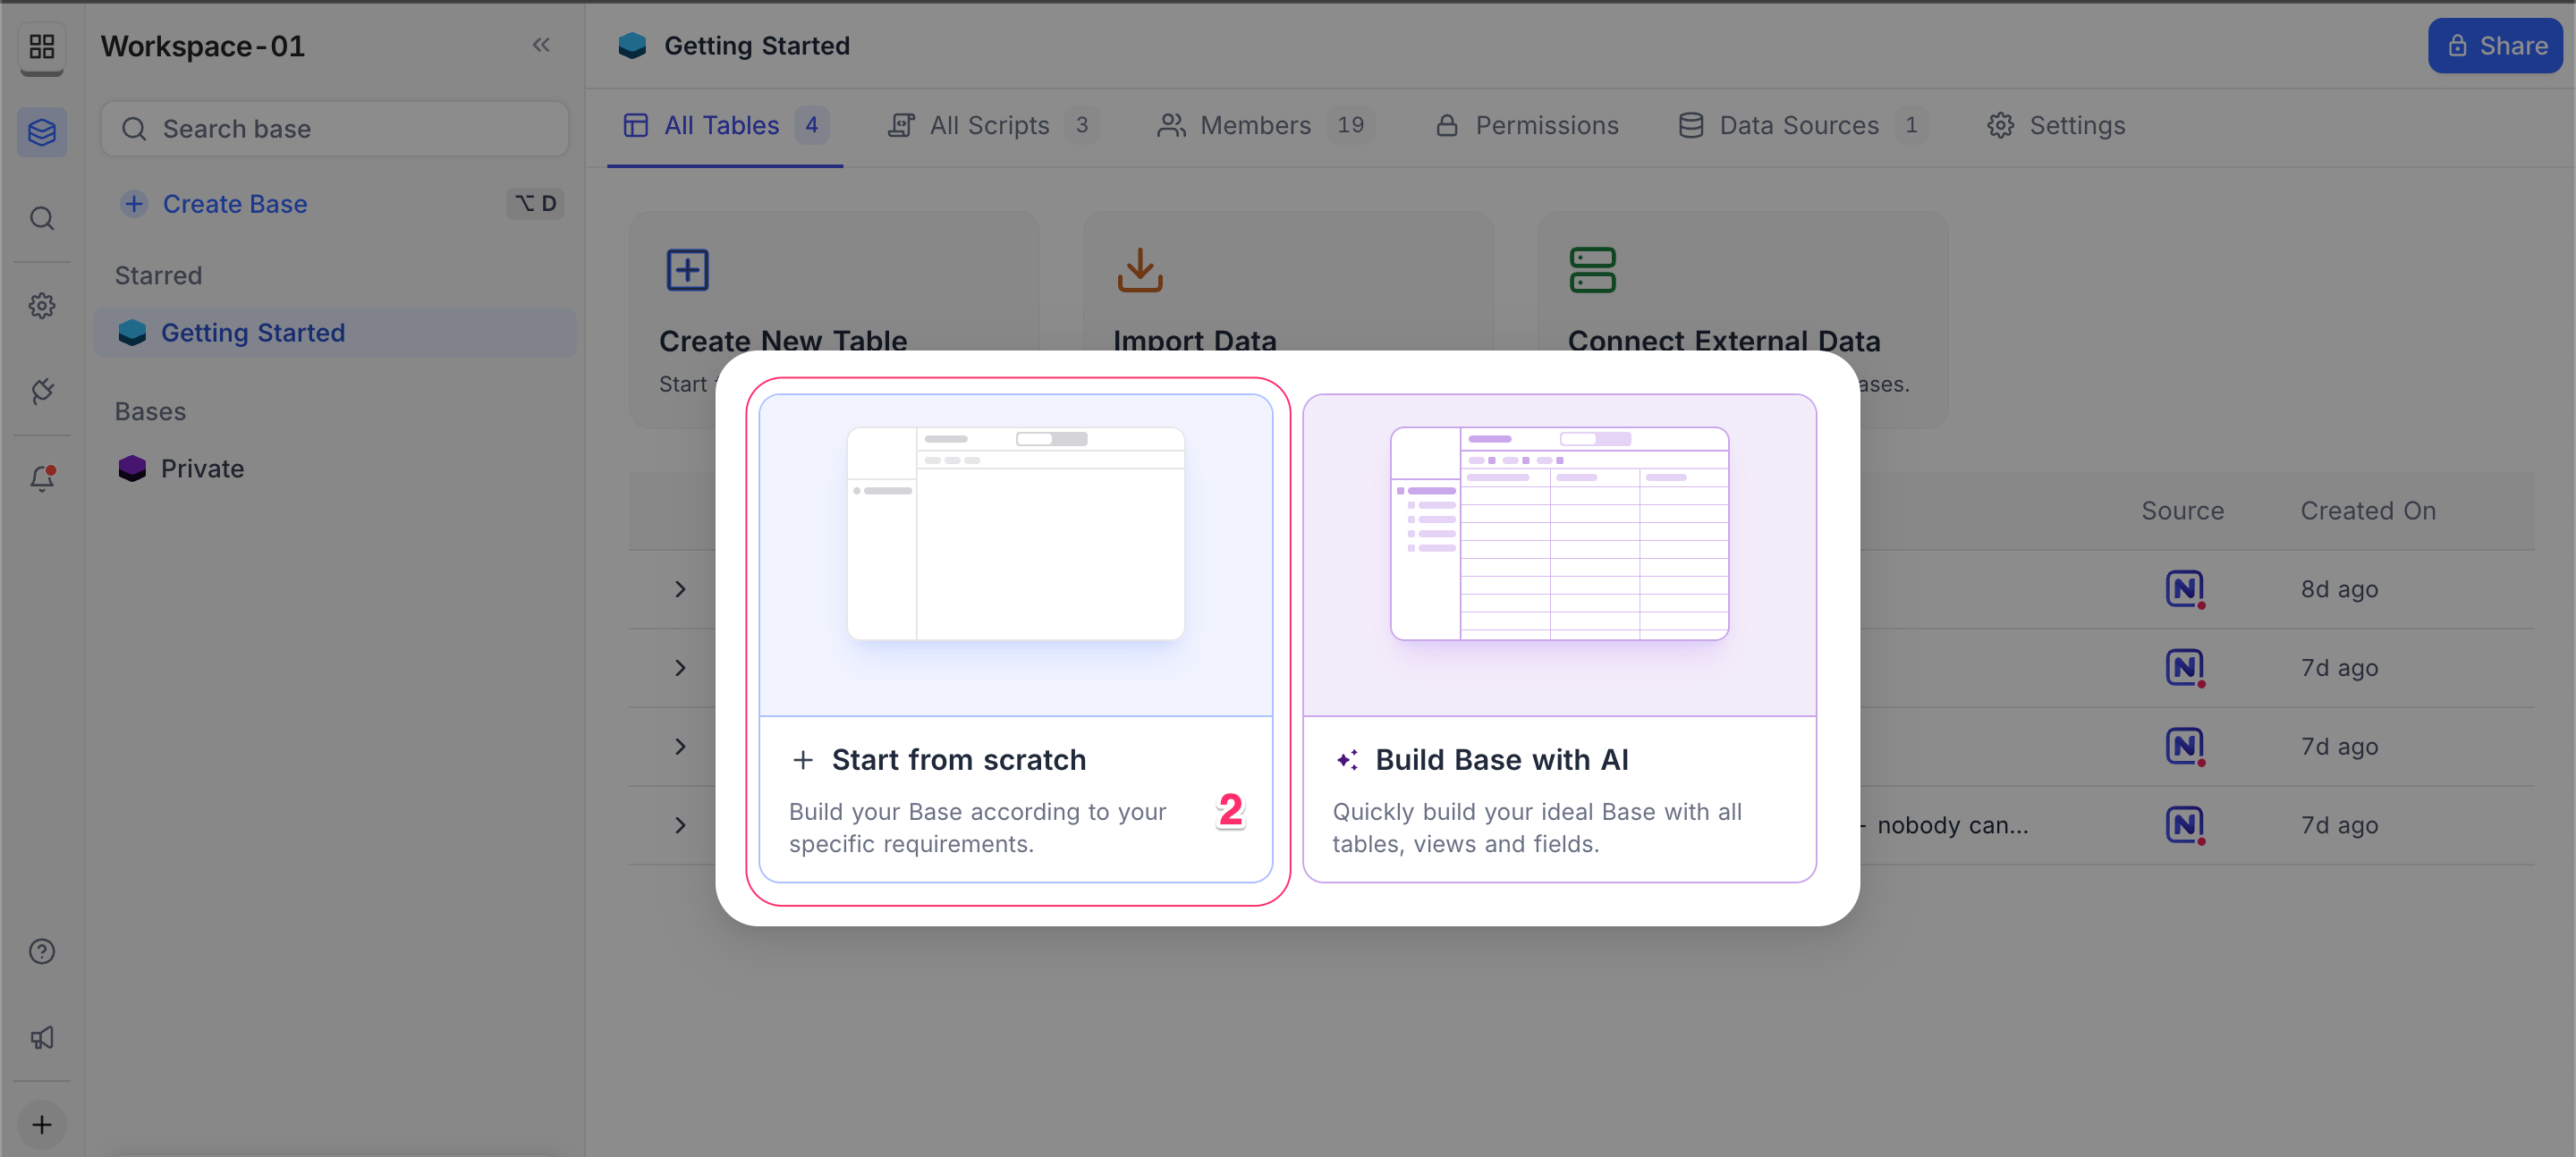 Workspace-01
Search base
Create Base
⌥ D
Starred
Getting Started
Bases
Private
Getting Started
Share
All Tables 4
All Scripts 3
Members 19
Permissions
Data Sources 1
Settings
Create New Table
Start
Import Data
Connect External Data
ases.
Source
Created On
8d ago
7d ago
7d ago
- nobody can...
7d ago
Start from scratch
Build your Base according to your
specific requirements.
2
Build Base with AI
Quickly build your ideal Base with all
tables, views and fields.